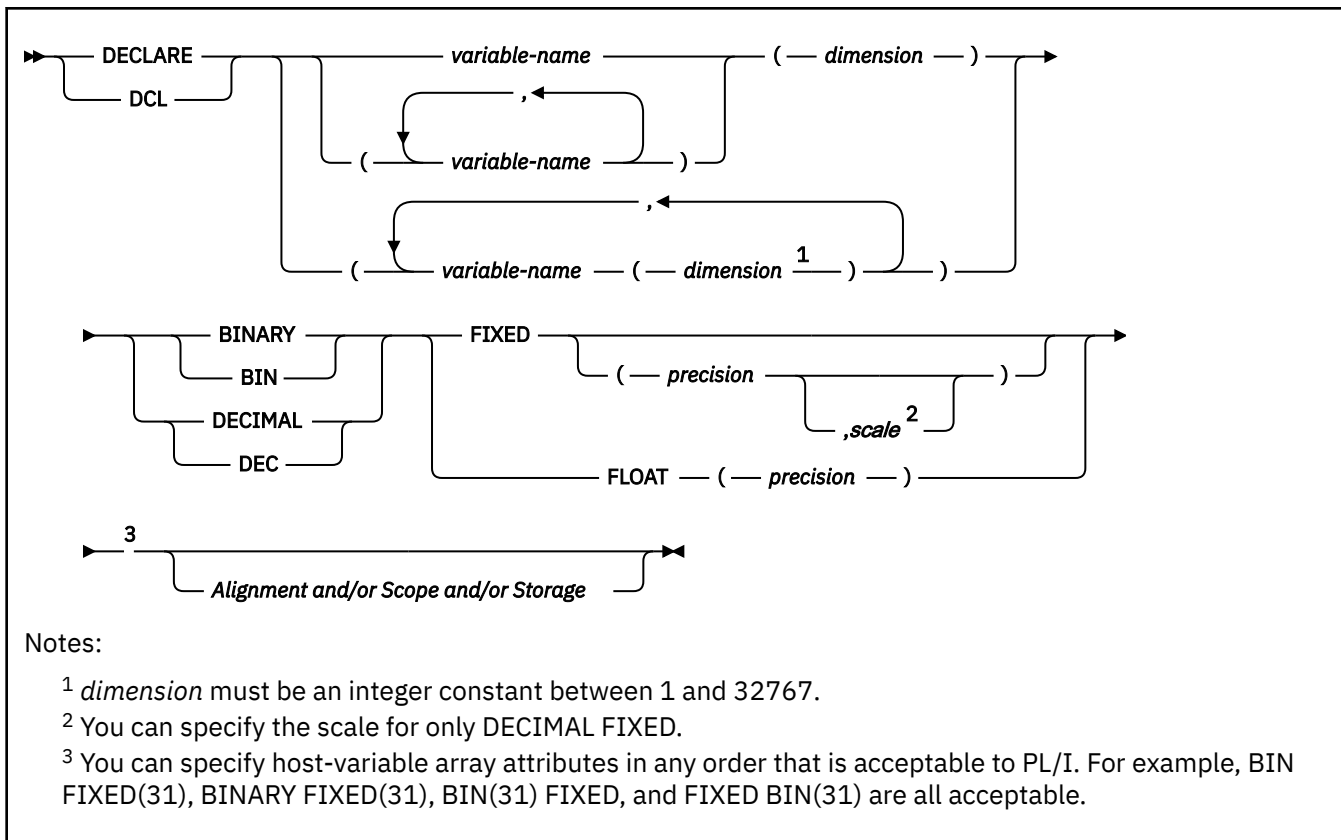 DECLARE variable-name ( dimension )
DCL ,
( variable-name )
,
( variable-name ( dimension 1 ) )
BINARY FIXED
BIN ( precision )
DECIMAL ,scale 2
DEC FLOAT ( precision )
3
Alignment and/or Scope and/or Storage
Notes:
1 dimension must be an integer constant between 1 and 32767.
2 You can specify the scale for only DECIMAL FIXED.
3 You can specify host-variable array attributes in any order that is acceptable to PL/I. For example, BIN
FIXED(31), BINARY FIXED(31), BIN(31) FIXED, and FIXED BIN(31) are all acceptable.